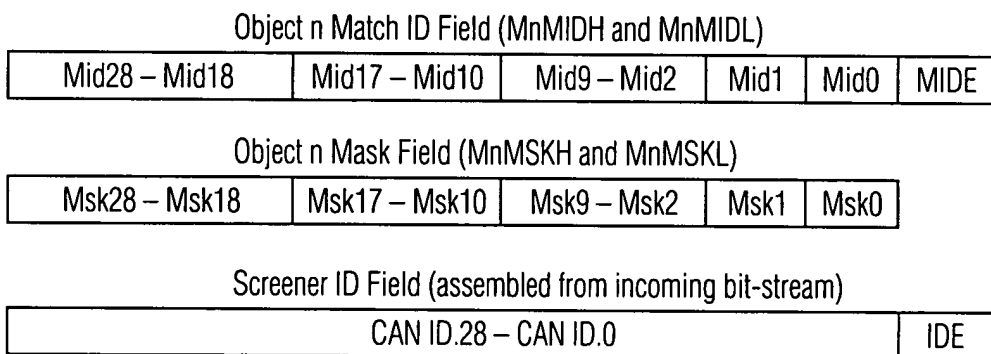 Object n Match ID Field (MnMIDH and MnMIDL)
Mid28 – Mid18 Mid17 – Mid10 Mid9 – Mid2 Mid1 Mid0 MIDE
Object n Mask Field (MnMSKH and MnMSKL)
Msk28 – Msk18 Msk17 – Msk10 Msk9 – Msk2 Msk1 Msk0
Screener ID Field (assembled from incoming bit-stream)
CAN ID.28 – CAN ID.0 IDE